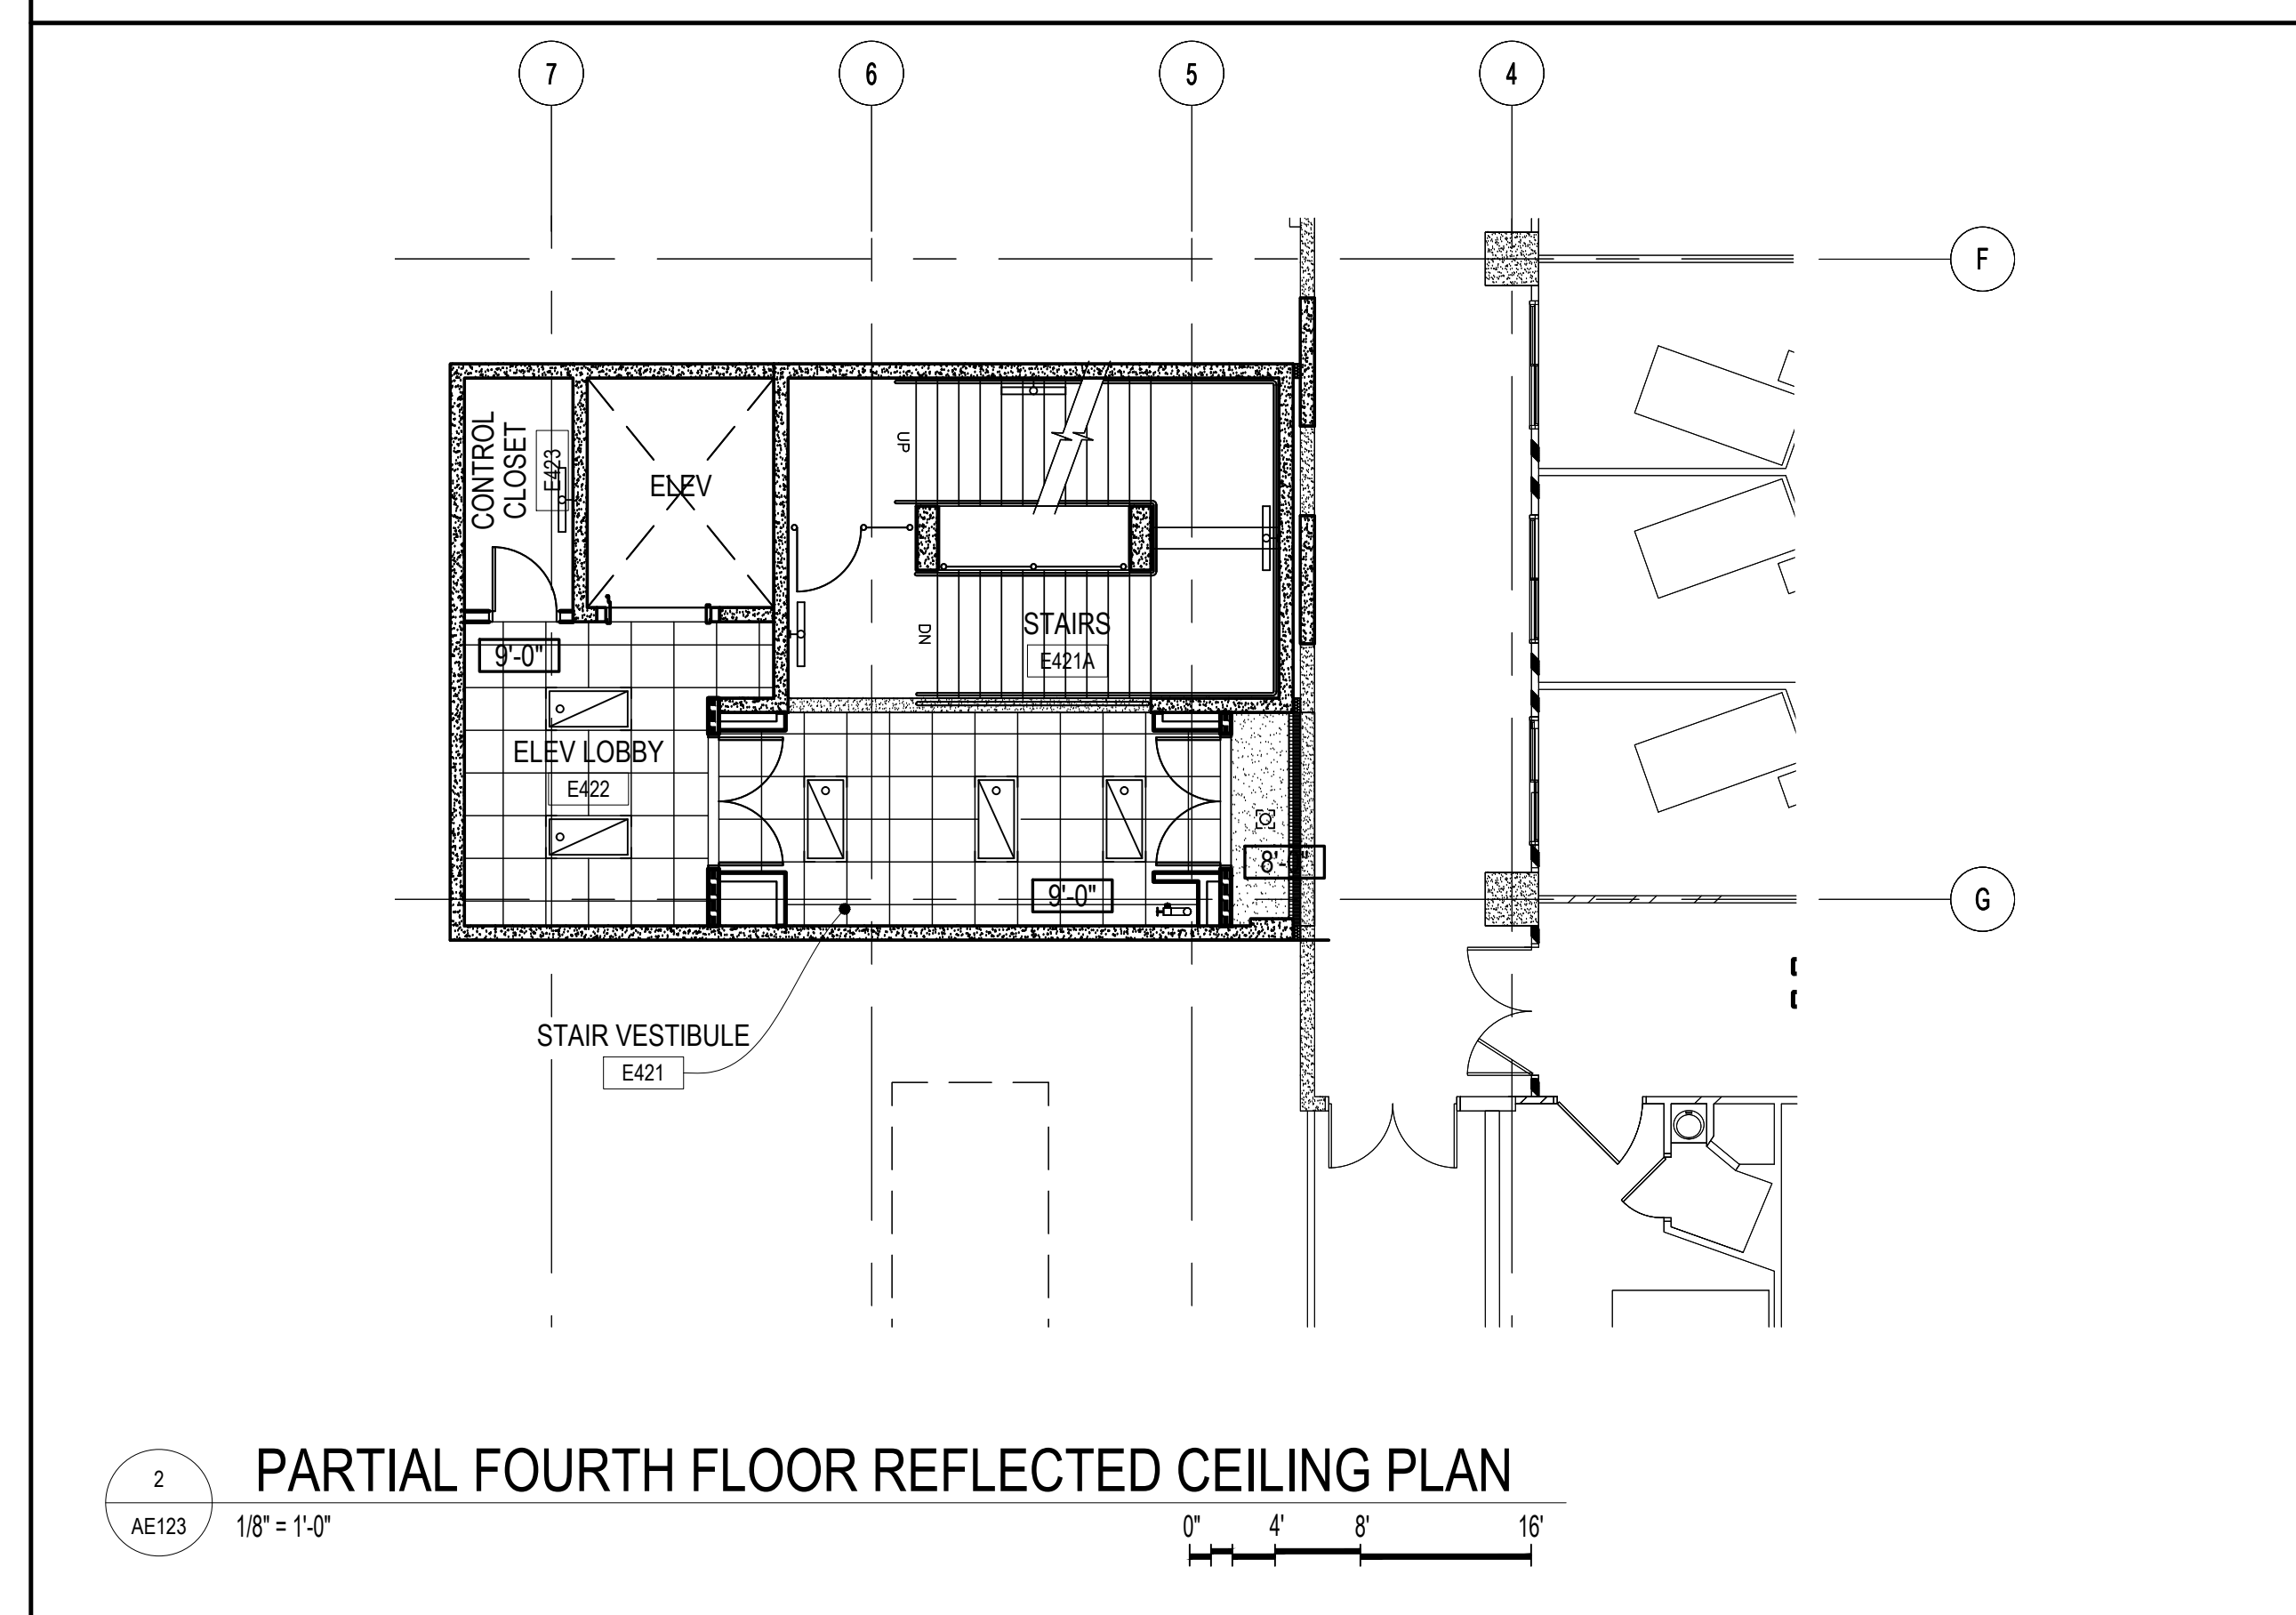 7
6
5
4
F
CONTROL
CLOSET
E423
ELEV
UP
DN
STAIRS
E421A
9'-0"
ELEV LOBBY
E422
9'-0"
G
STAIR VESTIBULE
E421
2
AE123
PARTIAL FOURTH FLOOR REFLECTED CEILING PLAN
1/8" = 1'-0"
0" 4' 8' 16'